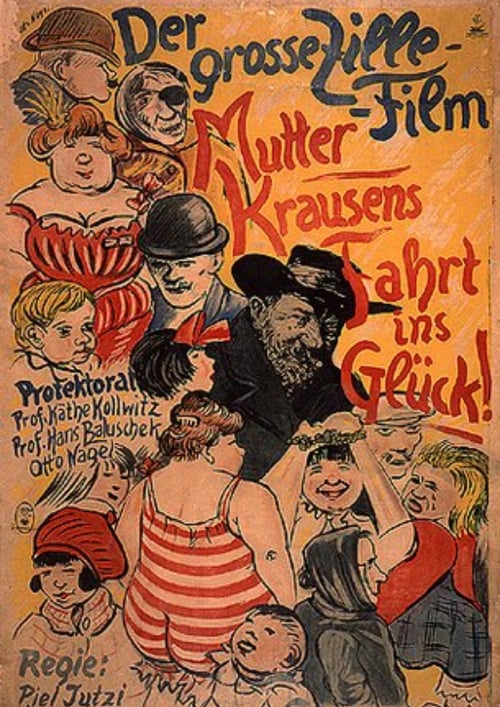 Der
grosse Zille-
-Film
Mutter
Krausens
Fahrt
ins
Glück!
Protektorat
Prof. Käthe Kollwitz
Prof. Hans Baluschek
Otto Nagel
Regie:
Piel Jutzi